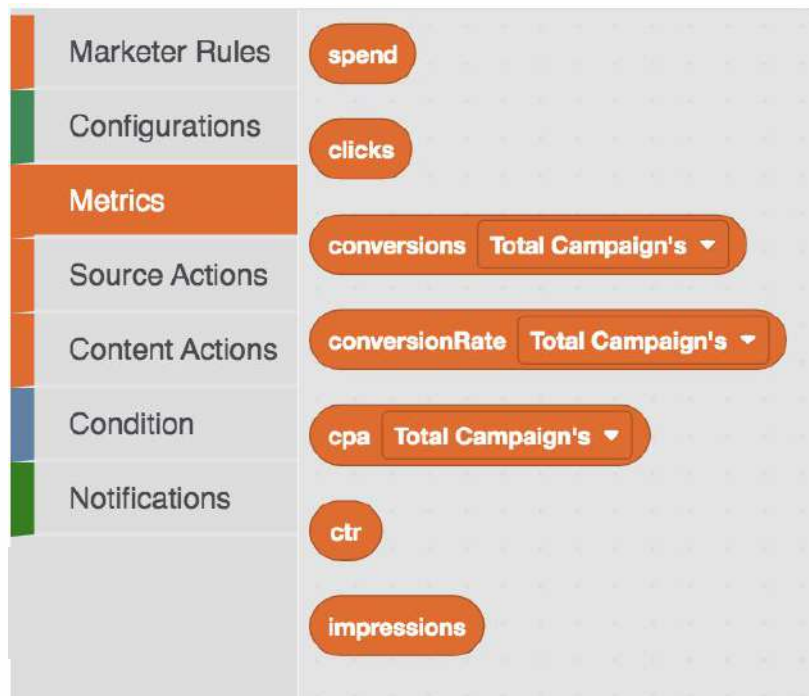 Marketer Rules
Configurations
Metrics
Source Actions
Content Actions
Condition
Notifications
spend
clicks
conversions Total Campaign's
conversionRate Total Campaign's
cpa Total Campaign's
ctr
impressions